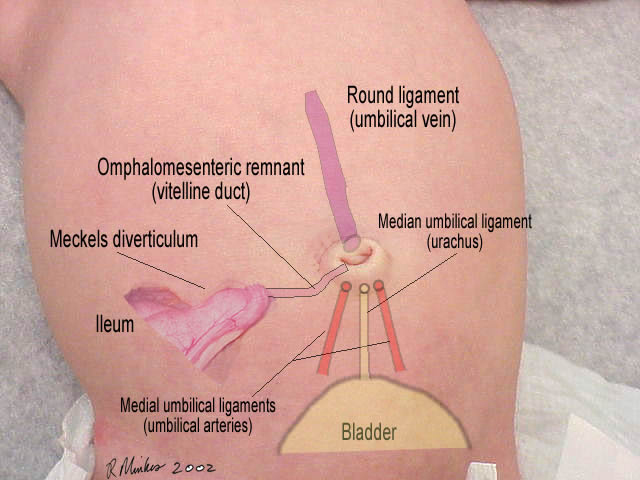 Round ligament
(umbilical vein)
Omphalomesenteric remnant
(vitelline duct)
Median umbilical ligament
(urachus)
Meckels diverticulum
Ileum
Medial umbilical ligaments
(umbilical arteries)
Bladder
R Minkes 2002